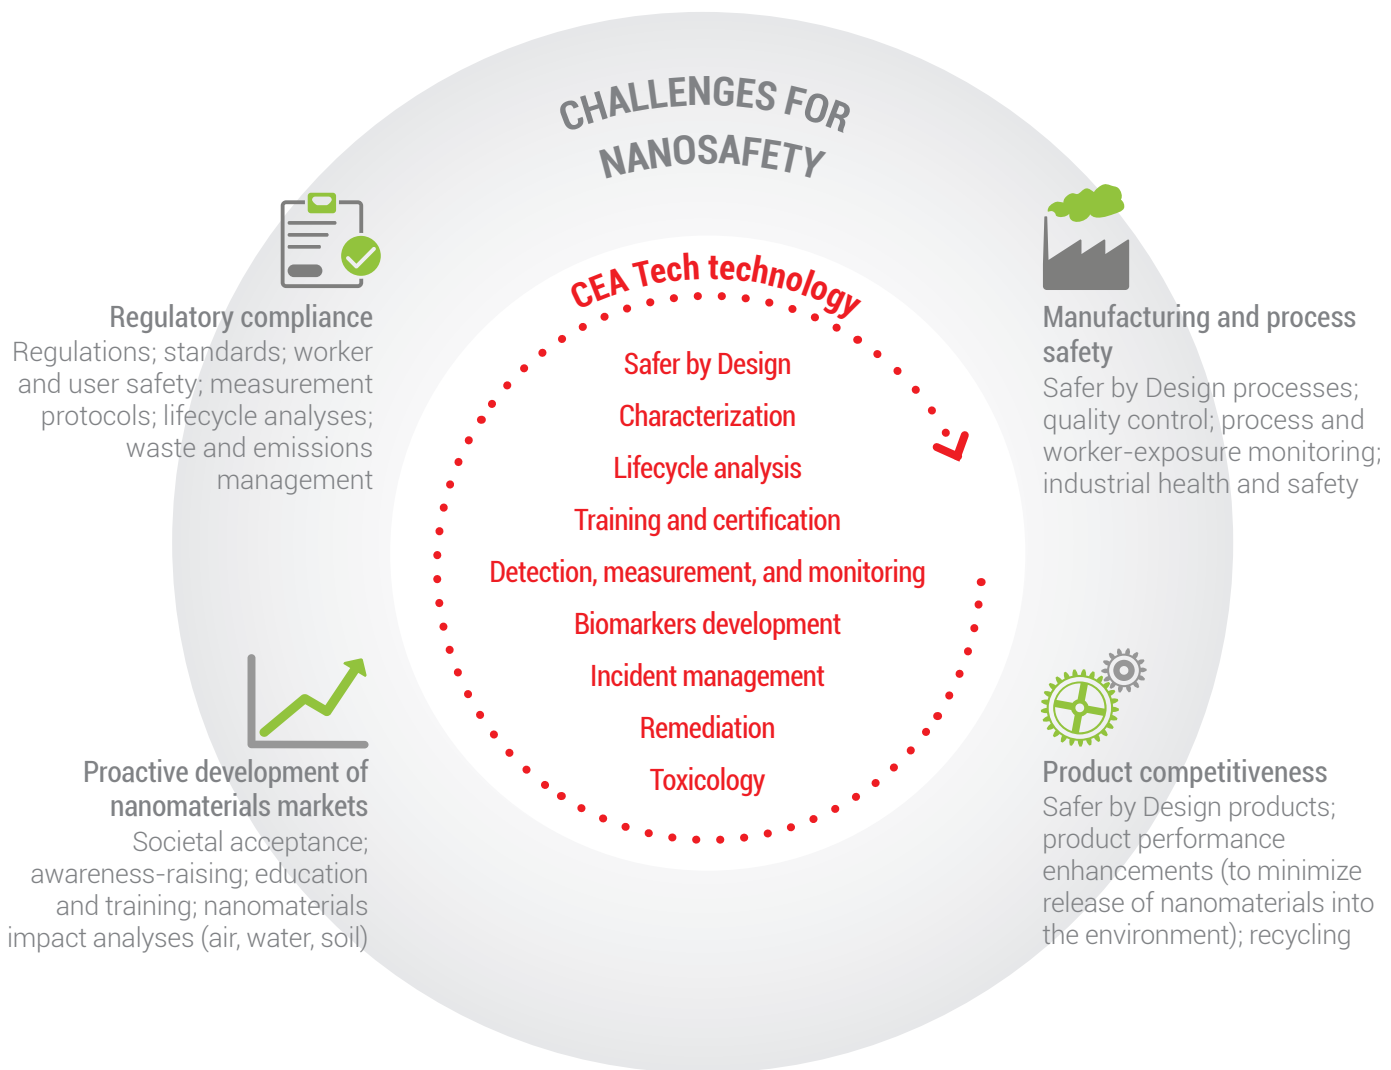 CHALLENGES FOR
NANOSAFETY
Regulatory compliance
Regulations; standards; worker
and user safety; measurement
protocols; lifecycle analyses;
waste and emissions
management
Manufacturing and process
safety
Safer by Design processes;
quality control; process and
worker-exposure monitoring;
industrial health and safety
CEA Tech technology
Safer by Design
Characterization
Lifecycle analysis
Training and certification
Detection, measurement, and monitoring
Biomarkers development
Incident management
Remediation
Toxicology
Proactive development of
nanomaterials markets
Societal acceptance;
awareness-raising; education
and training; nanomaterials
impact analyses (air, water, soil)
Product competitiveness
Safer by Design products;
product performance
enhancements (to minimize
release of nanomaterials into
the environment); recycling